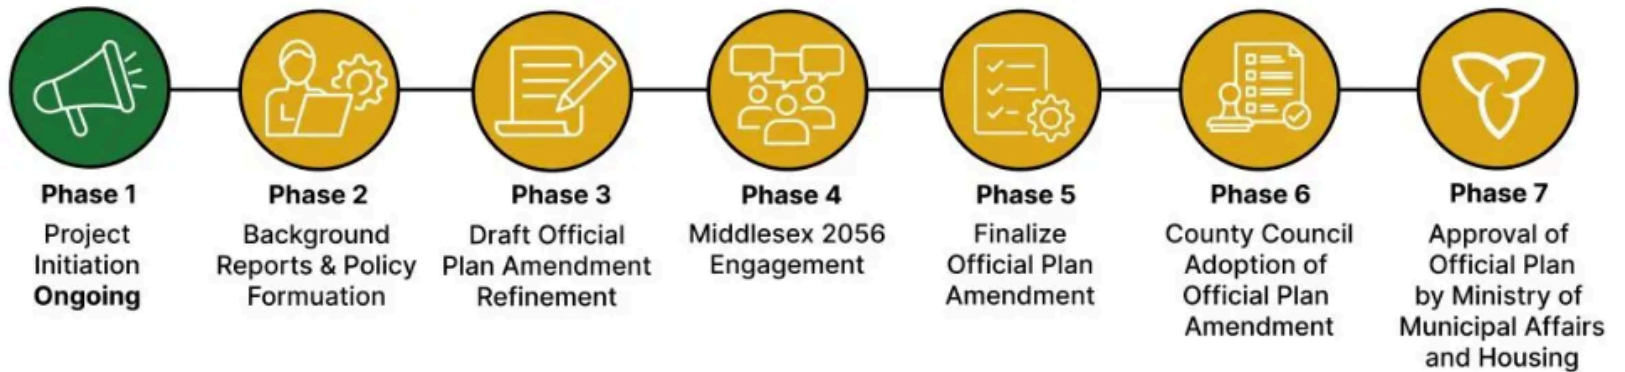 Phase 1
Project
Initiation
Ongoing
Phase 2
Background
Reports & Policy
Formuation
Phase 3
Draft Official
Plan Amendment
Refinement
Phase 4
Middlesex 2056
Engagement
Phase 5
Finalize
Official Plan
Amendment
Phase 6
County Council
Adoption of
Official Plan
Amendment
Phase 7
Approval of
Official Plan
by Ministry of
Municipal Affairs
and Housing